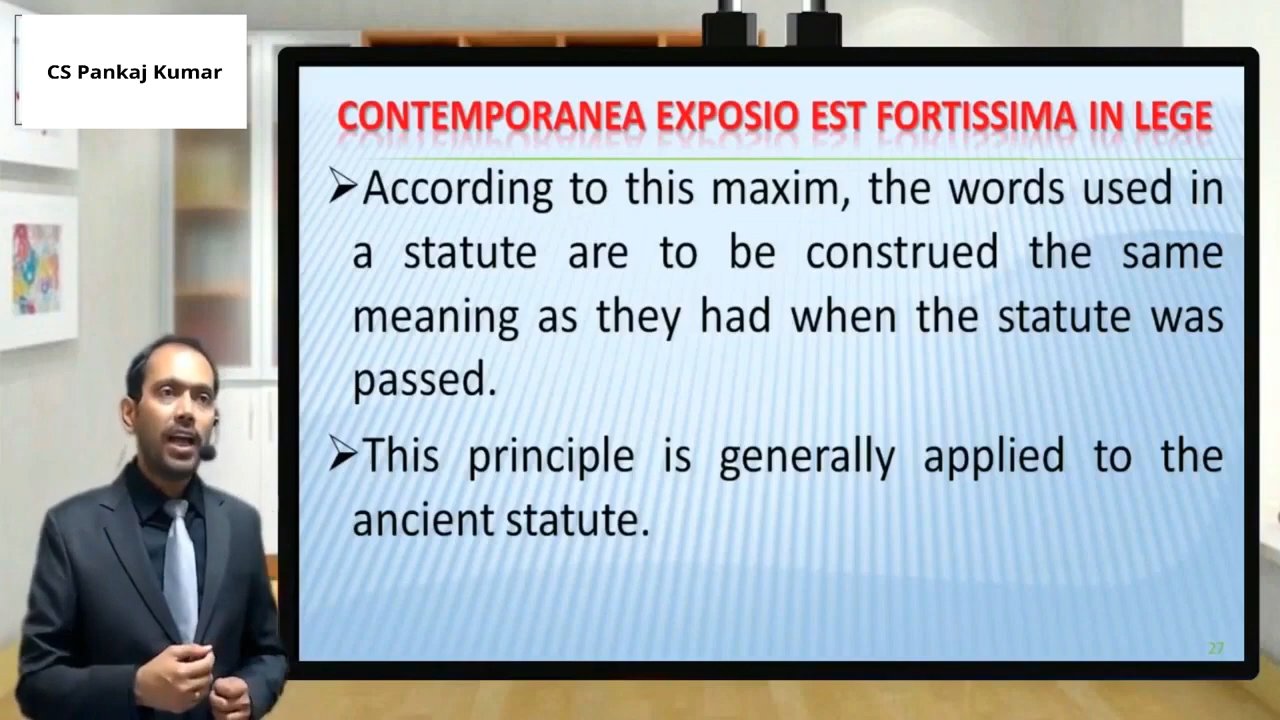 CS Pankaj Kumar
CONTEMPORANEA EXPOSIO EST FORTISSIMA IN LEGE
➢According to this maxim, the words used in
a statute are to be construed the same
meaning as they had when the statute was
passed.
➢This principle is generally applied to the
ancient statute.
27